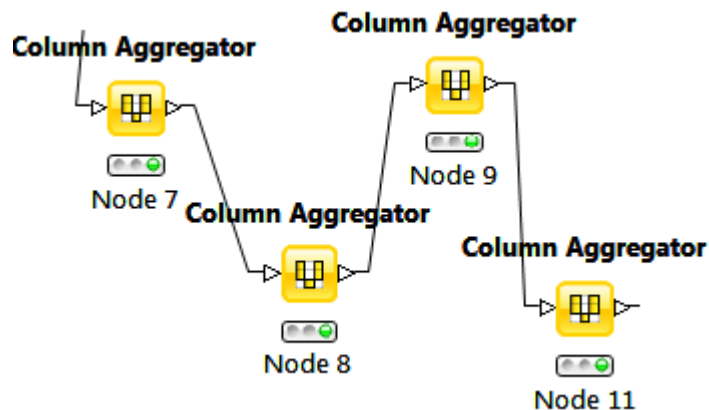 Column Aggregator
Node 7
Column Aggregator
Node 8
Column Aggregator
Node 9
Column Aggregator
Node 11